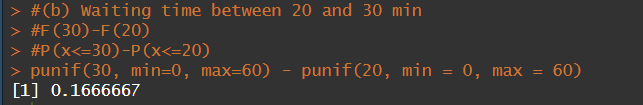 > #(b) Waiting time between 20 and 30 min
> #F(30)-F(20)
> #P(x<=30)-P(x<=20)
> punif(30, min=0, max=60) - punif(20, min = 0, max = 60)
[1] 0.1666667